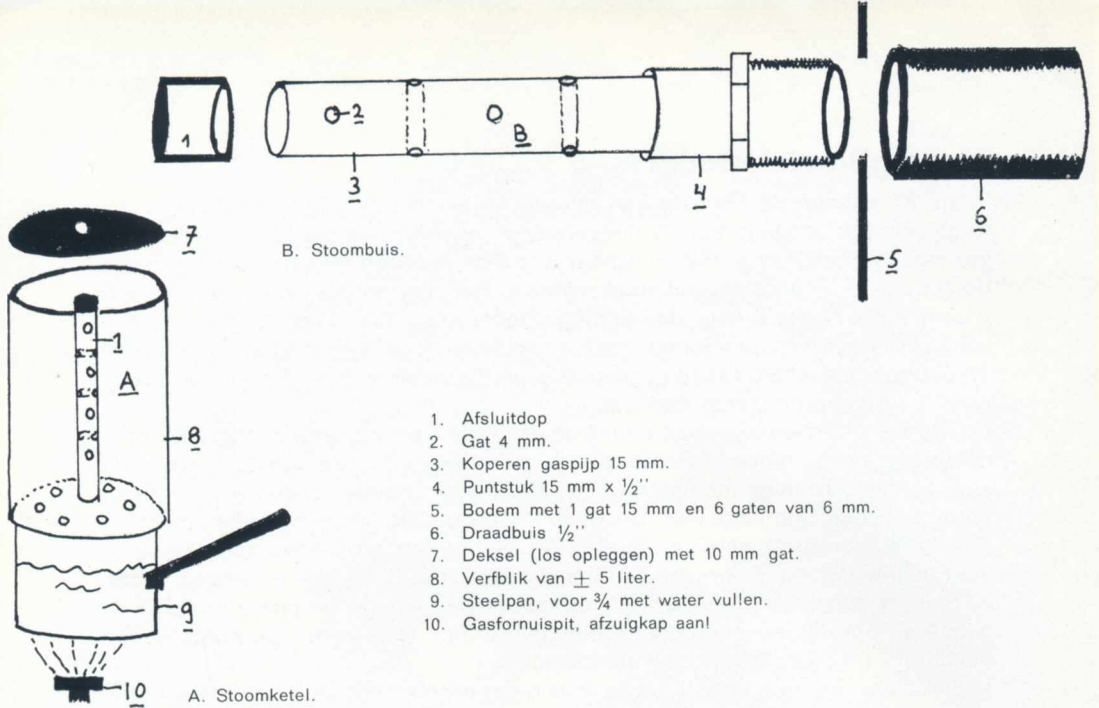 1
2
B
3
4
5
6
7
B. Stoombuis.
1
A
8
9
10
A. Stoomketel.
1. Afsluitdop
2. Gat 4 mm.
3. Koperen gaspijp 15 mm.
4. Puntstuk 15 mm x ½''
5. Bodem met 1 gat 15 mm en 6 gaten van 6 mm.
6. Draadbuis ½''
7. Deksel (los opleggen) met 10 mm gat.
8. Verfblik van ± 5 liter.
9. Steelpan, voor ¾ met water vullen.
10. Gasfornuispit, afzuigkap aan!